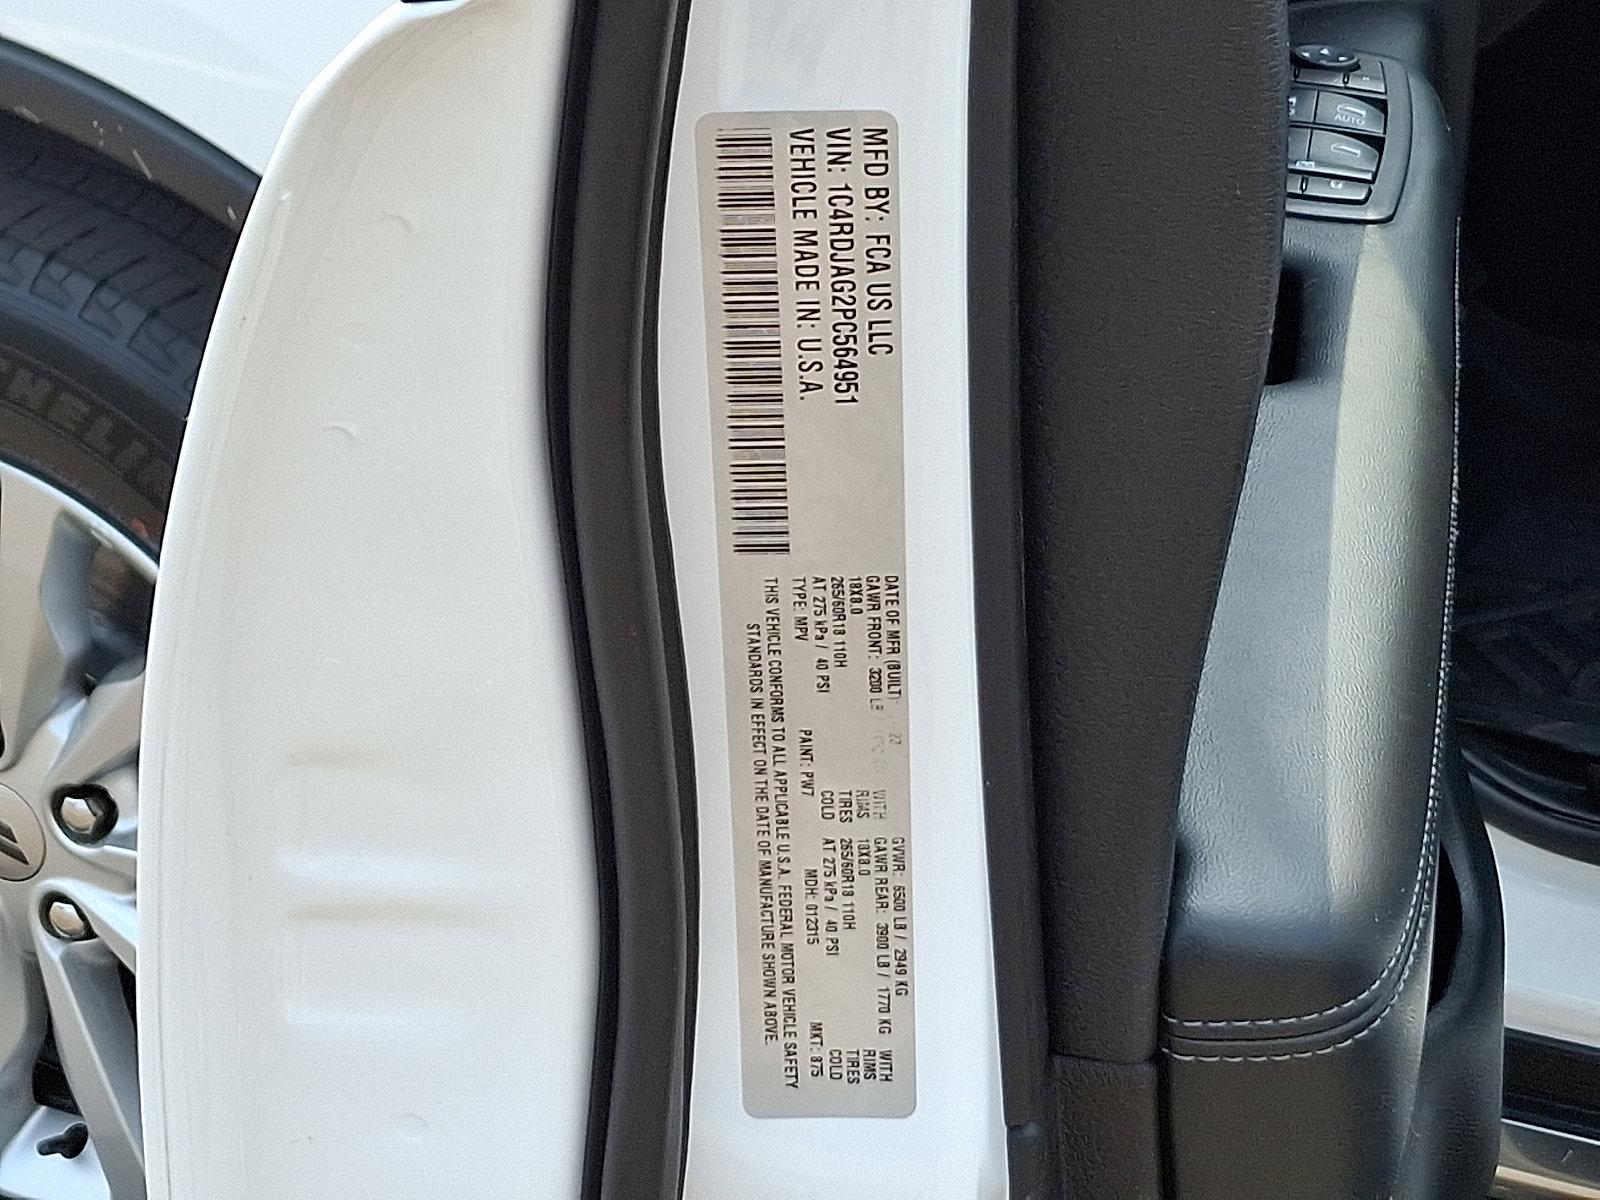 MFD BY: FCA US LLC
VIN: 1C4RDJAG2PC564951
VEHICLE MADE IN: U.S.A.
DATE OF MFR (BUILT): -22 GVWR: 6500 LB / 2949 KG
GAWR FRONT: 3200 LB WITH GAWR REAR: 3900 LB / 1770 KG WITH
18X8.0 RIMS 18X8.0 RIMS
265/60R18 110H TIRES 265/60R18 110H TIRES
AT 275 kPa / 40 PSI COLD AT 275 kPa / 40 PSI COLD
TYPE: MPV PAINT: PW7 MDH: 012315 MKT: 875
THIS VEHICLE CONFORMS TO ALL APPLICABLE U.S.A. FEDERAL MOTOR VEHICLE SAFETY
STANDARDS IN EFFECT ON THE DATE OF MANUFACTURE SHOWN ABOVE.
AUTO